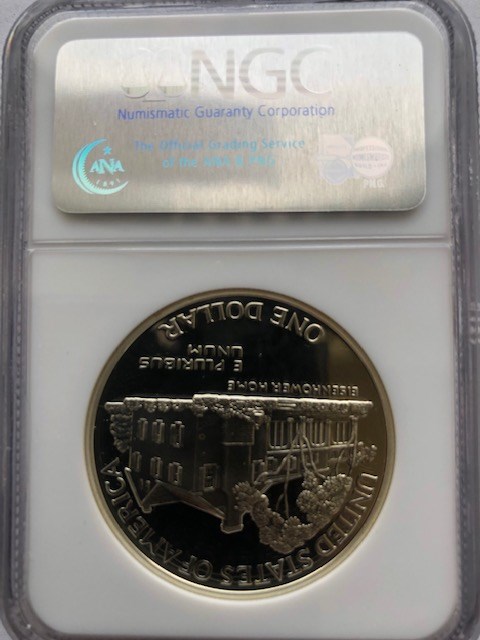 NGC
Numismatic Guaranty Corporation
The Official Grading Service
of the ANA & PNG
ANA
1891
UNITED STATES OF AMERICA
EISENHOWER HOME
E PLURIBUS
UNUM
ONE DOLLAR